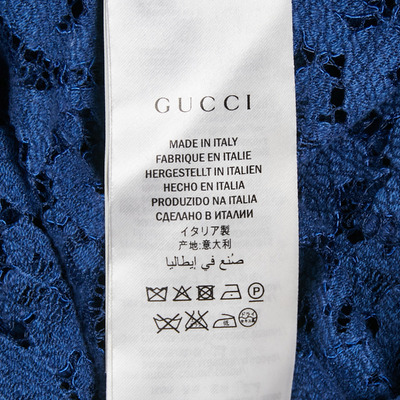 GUCCI
MADE IN ITALY
FABRIQUE EN ITALIE
HERGESTELLT IN ITALIEN
HECHO EN ITALIA
PRODUZIDO NA ITALIA
СДЕЛАНО В ИТАЛИИ
イタリア製
产地:意大利
صُنع في إيطاليا
P